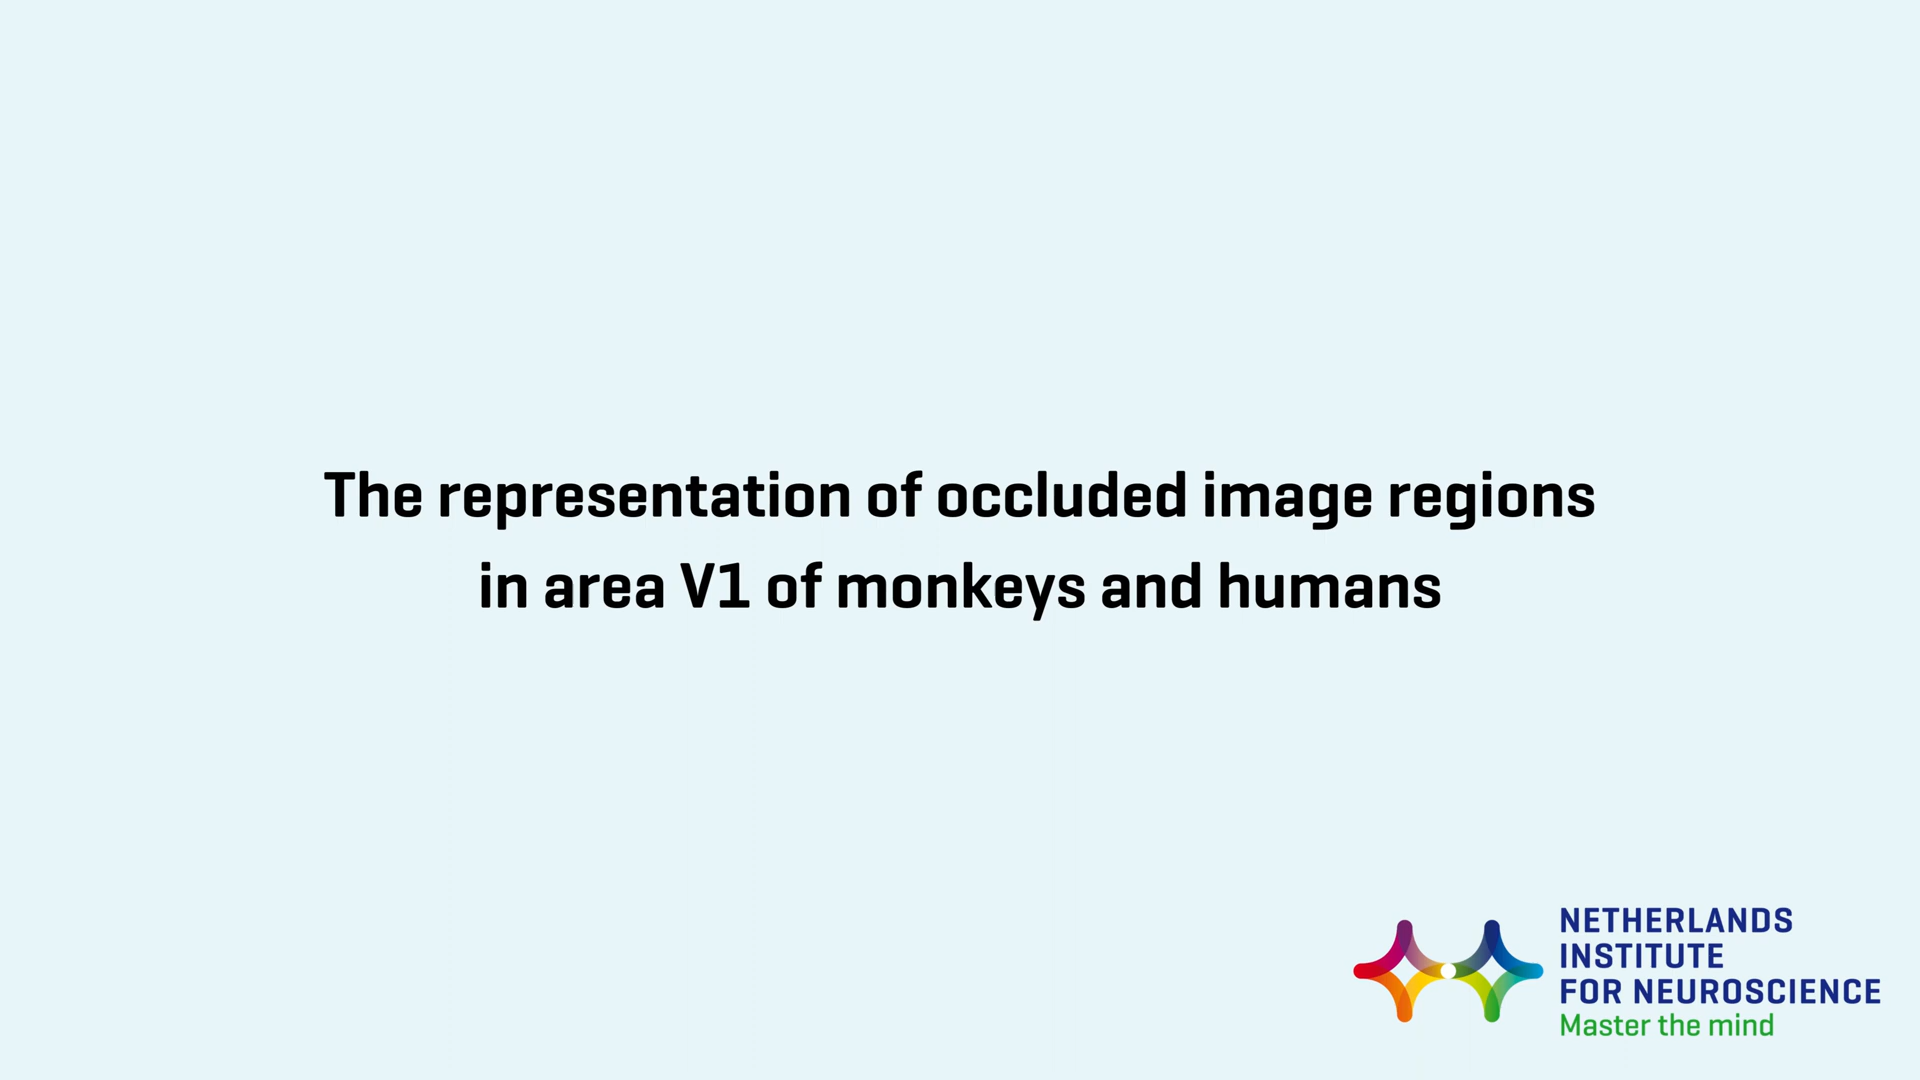 The representation of occluded image regions
in area V1 of monkeys and humans
NETHERLANDS
INSTITUTE
FOR NEUROSCIENCE
Master the mind